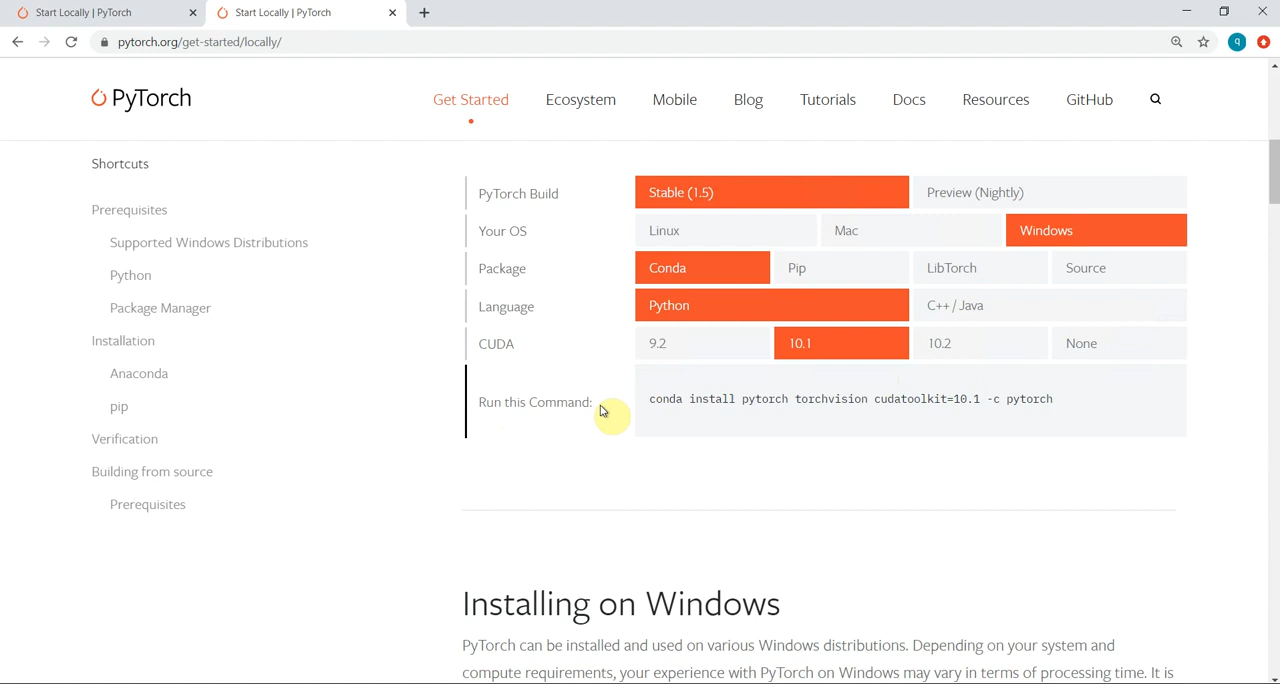 Start Locally | PyTorch
Start Locally | PyTorch
pytorch.org/get-started/locally/
q
PyTorch
Get Started
Ecosystem
Mobile
Blog
Tutorials
Docs
Resources
GitHub
Shortcuts
Prerequisites
Supported Windows Distributions
Python
Package Manager
Installation
Anaconda
pip
Verification
Building from source
Prerequisites
PyTorch Build
Stable (1.5)
Preview (Nightly)
Your OS
Linux
Mac
Windows
Package
Conda
Pip
LibTorch
Source
Language
Python
C++ / Java
CUDA
9.2
10.1
10.2
None
Run this Command:
conda install pytorch torchvision cudatoolkit=10.1 -c pytorch
Installing on Windows
PyTorch can be installed and used on various Windows distributions. Depending on your system and
compute requirements, your experience with PyTorch on Windows may vary in terms of processing time. It is